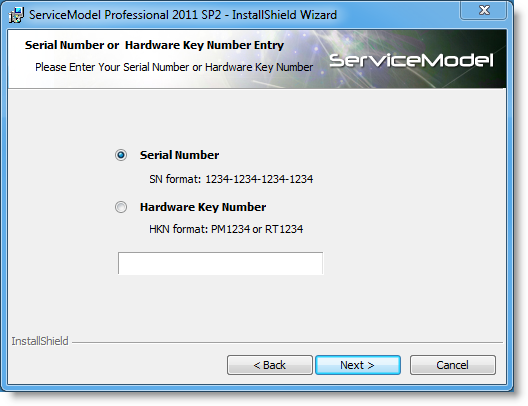 ServiceModel Professional 2011 SP2 - InstallShield Wizard
Serial Number or  Hardware Key Number Entry
Please Enter Your Serial Number or Hardware Key Number
ServiceModel
Serial Number
SN format: 1234-1234-1234-1234
Hardware Key Number
HKN format: PM1234 or RT1234
InstallShield
< Back
Next >
Cancel